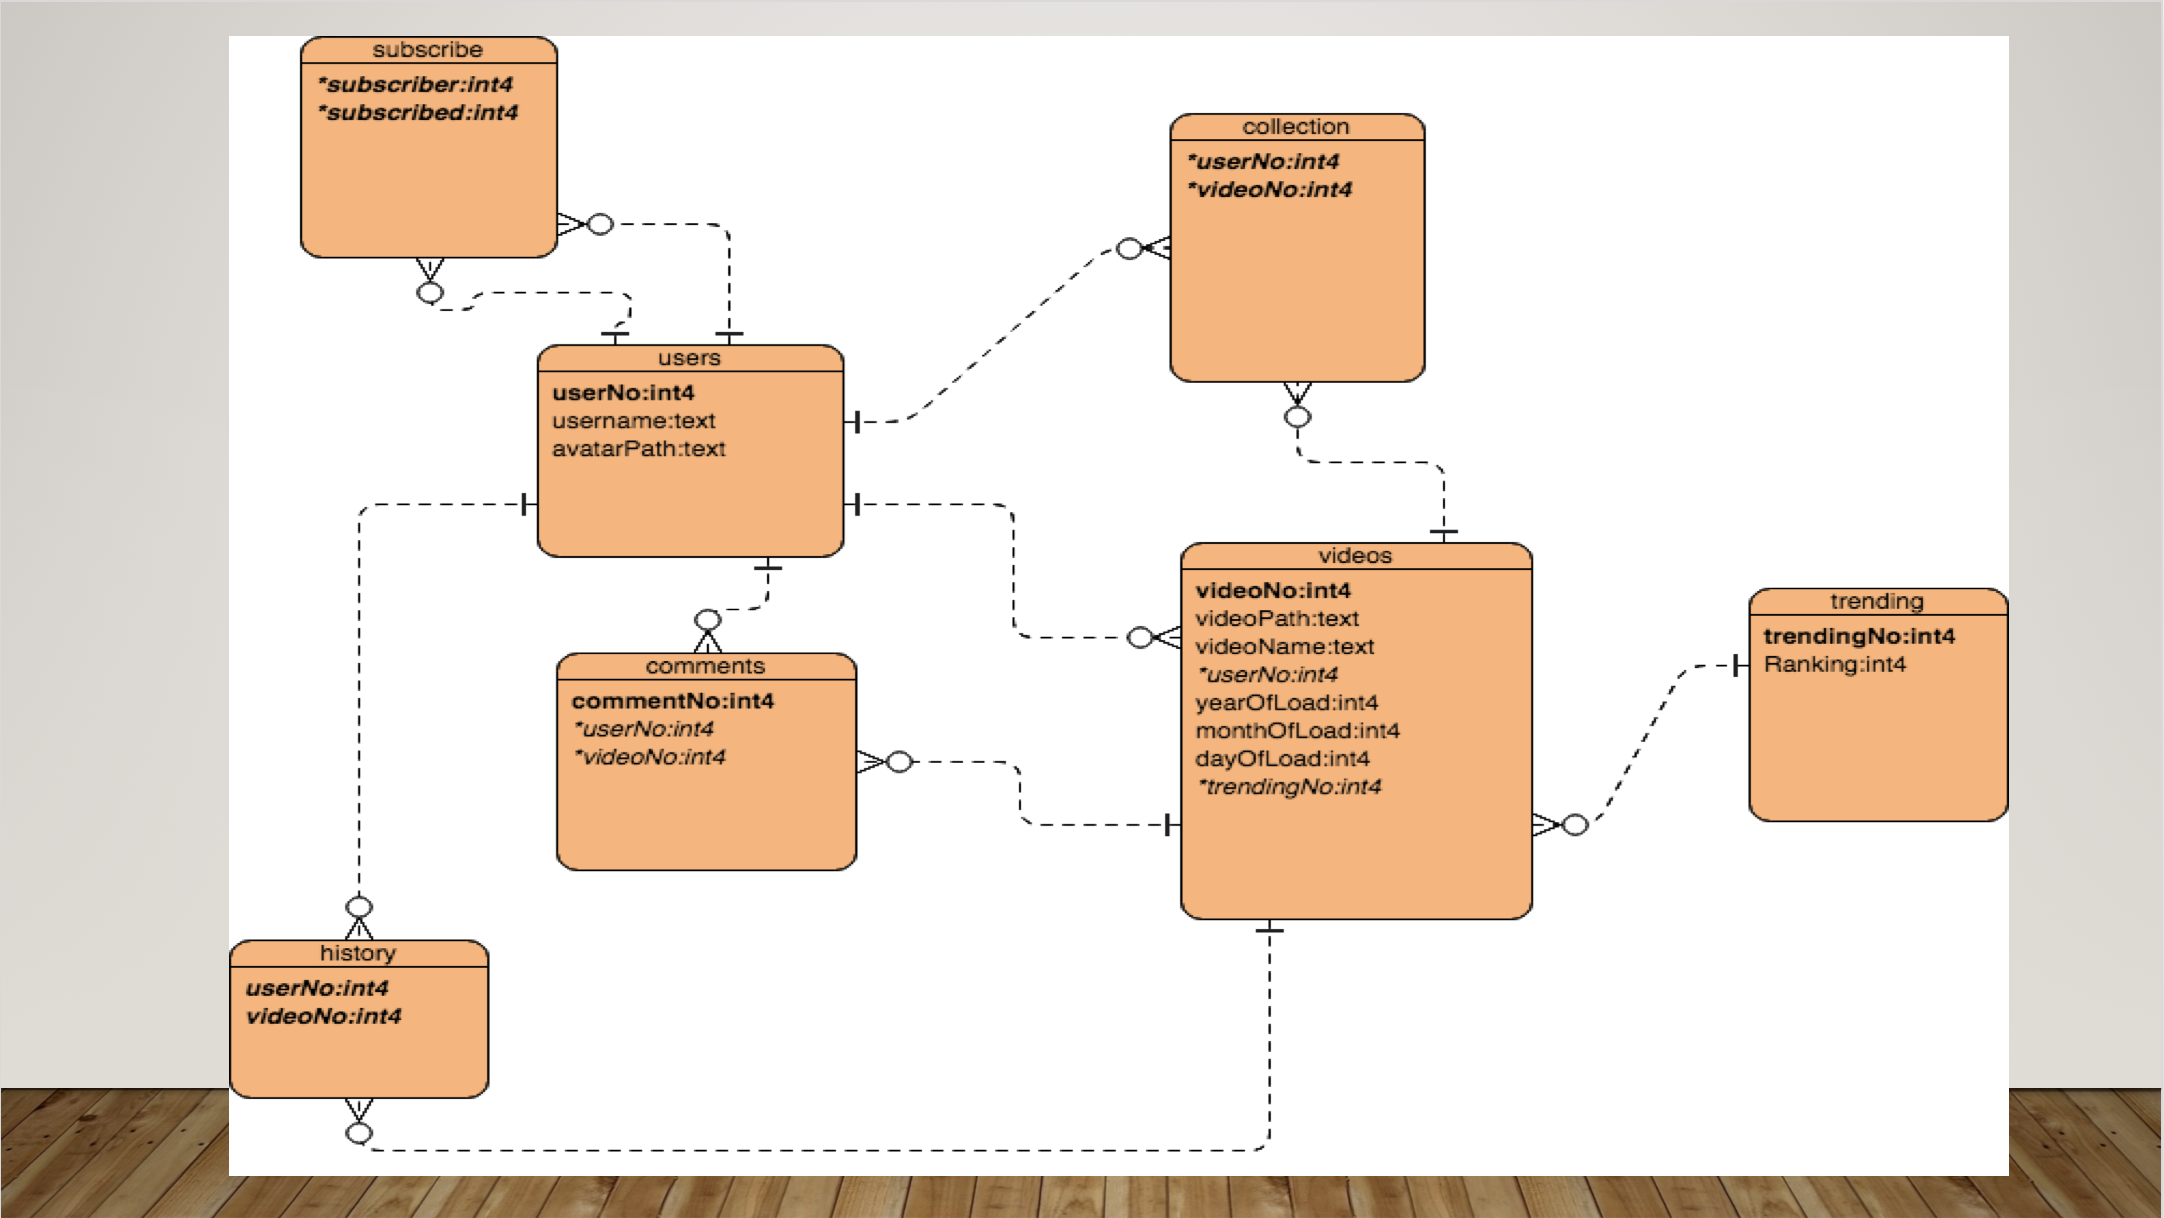 subscribe
*subscriber:int4
*subscribed:int4
collection
*userNo:int4
*videoNo:int4
users
userNo:int4
username:text
avatarPath:text
videos
videoNo:int4
videoPath:text
videoName:text
*userNo:int4
yearOfLoad:int4
monthOfLoad:int4
dayOfLoad:int4
*trendingNo:int4
trending
trendingNo:int4
Ranking:int4
comments
commentNo:int4
*userNo:int4
*videoNo:int4
history
userNo:int4
videoNo:int4